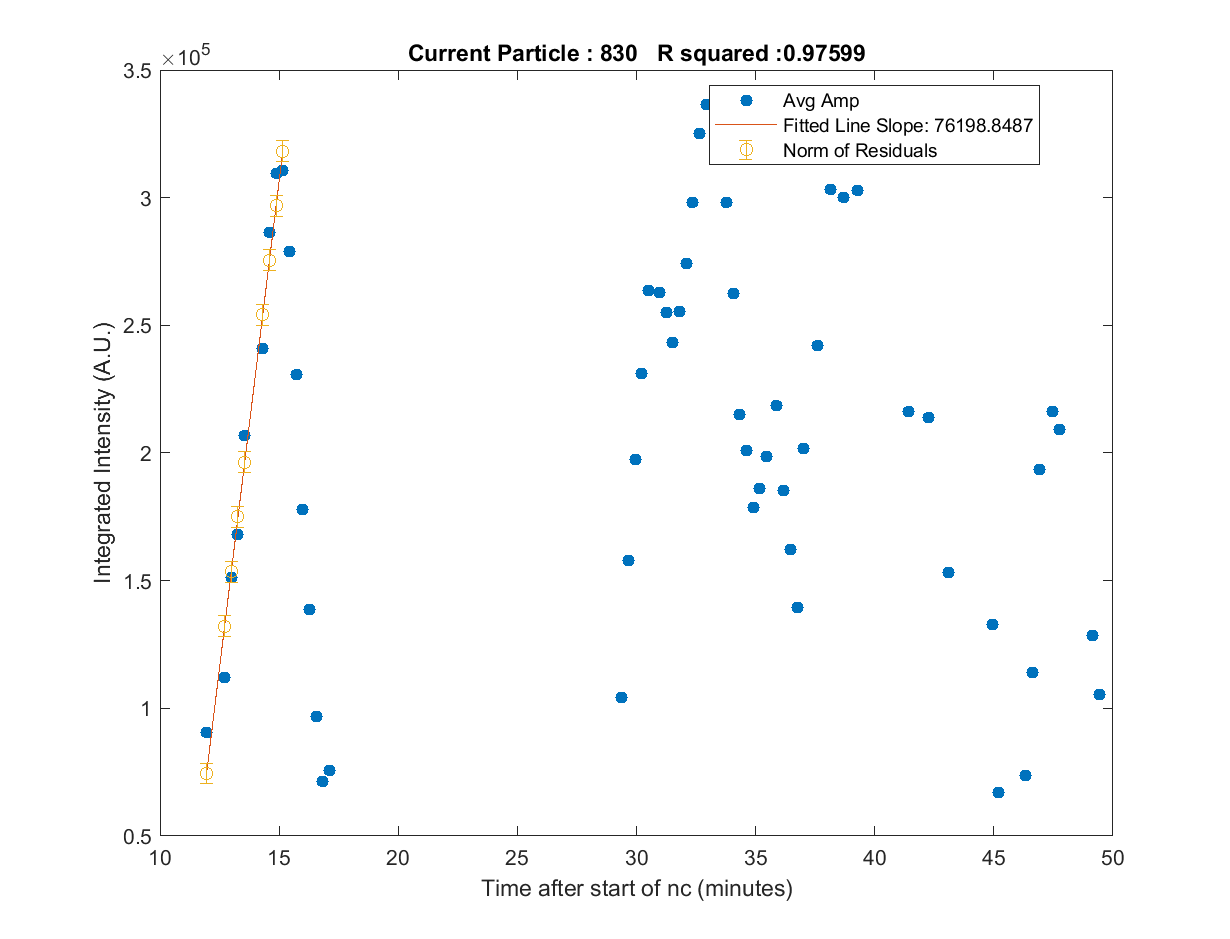 Current Particle : 830 R squared :0.97599
×10^5
3.5
3
2.5
2
1.5
1
0.5
10 15 20 25 30 35 40 45 50
Integrated Intensity (A.U.)
Time after start of nc (minutes)
Avg Amp
Fitted Line Slope: 76198.8487
Norm of Residuals